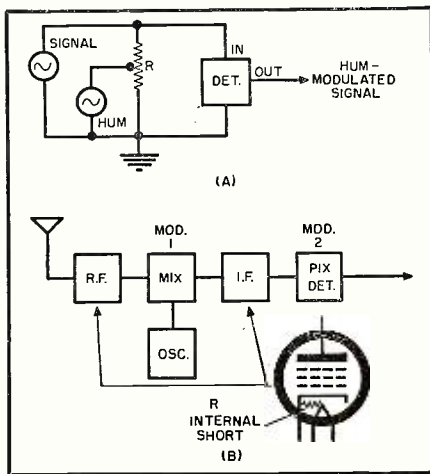 SIGNAL
R
HUM
IN
DET.
OUT
HUM-
MODULATED
SIGNAL
(A)
MOD.
1
MOD.
2
R.F.
MIX
I.F.
PIX
DET.
OSC.
R
INTERNAL
SHORT
(B)